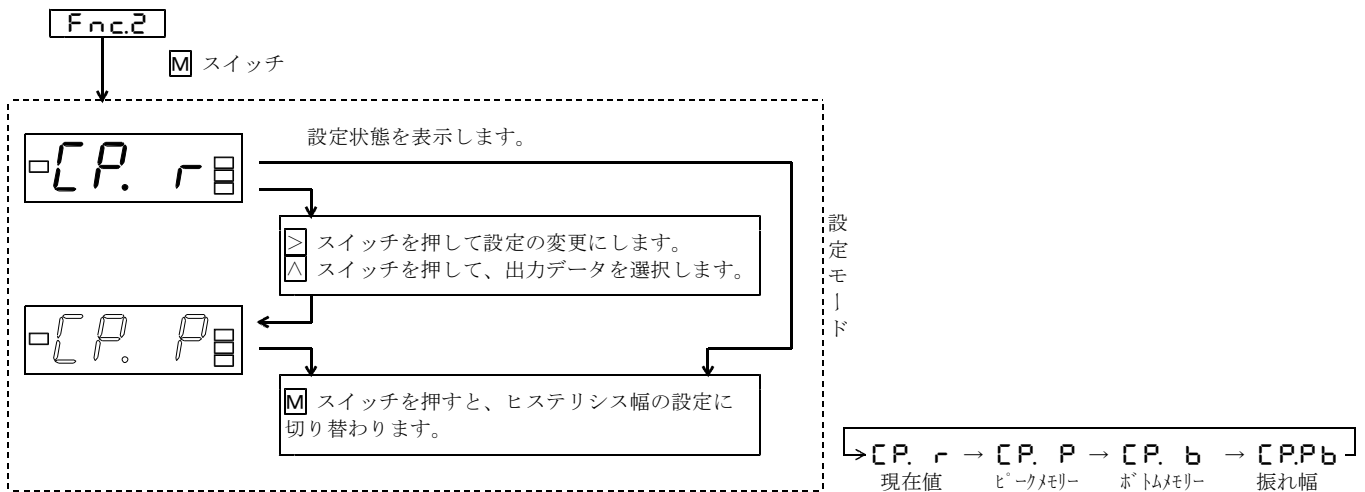 Fnc.2
M スイッチ
設定状態を表示します。
CP. r
> スイッチを押して設定の変更にします。
∧ スイッチを押して、出力データを選択します。
設定モード
CP. P
M スイッチを押すと、ヒステリシス幅の設定に
切り替わります。
CP. r → CP. P → CP. b → CP.Pb
現在値 ﾋﾟｰｸﾒﾓﾘｰ ﾎﾞﾄﾑﾒﾓﾘｰ 振れ幅